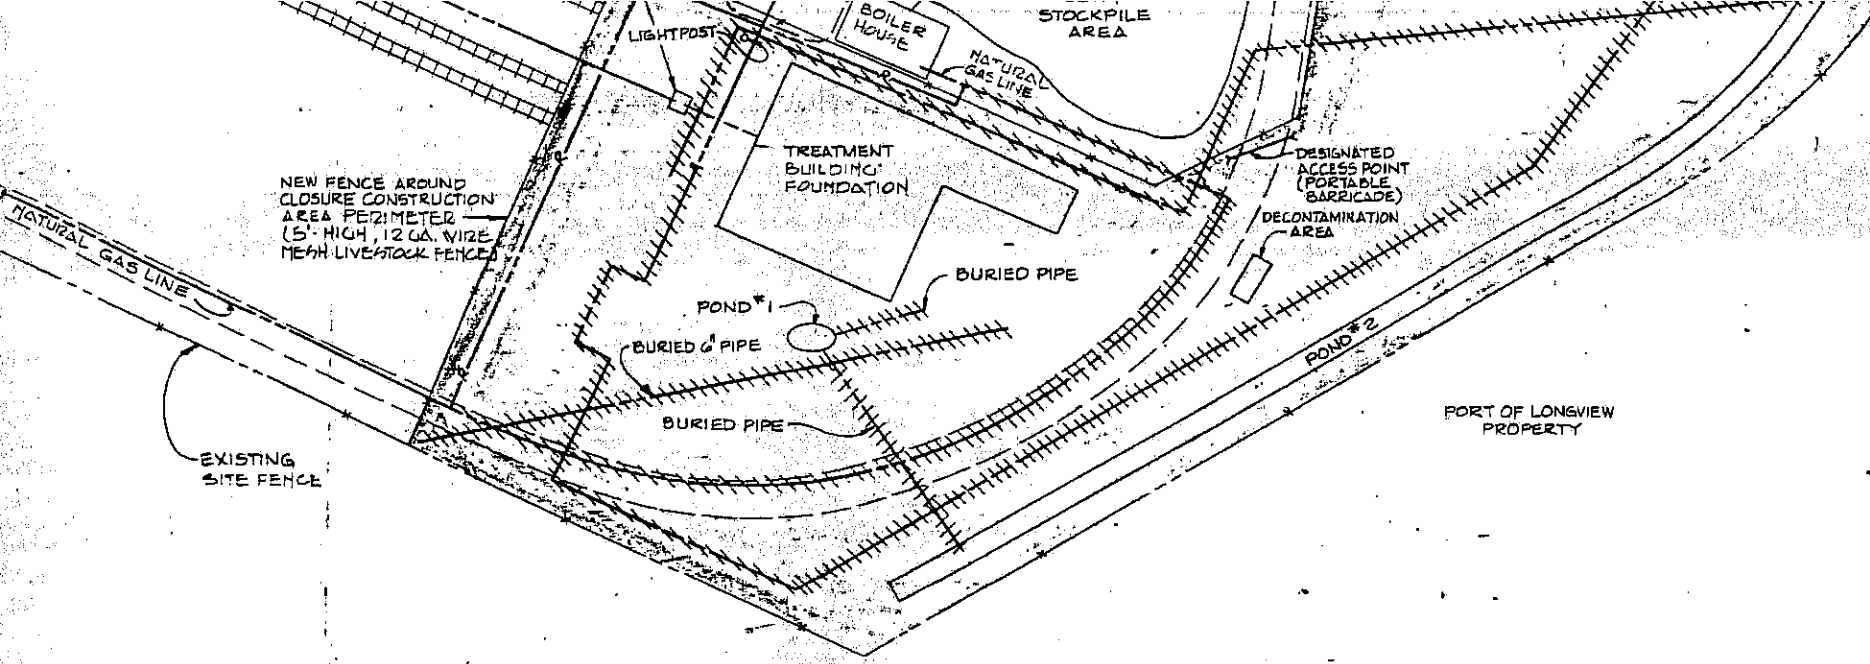 STOCKPILE
AREA
BOILER
HOUSE
LIGHTPOST
NATURAL
GAS LINE
TREATMENT
BUILDING
FOUNDATION
DESIGNATED
ACCESS POINT
(PORTABLE
BARRICADE)
DECONTAMINATION
AREA
NEW FENCE AROUND
CLOSURE CONSTRUCTION
AREA PERIMETER
(5'-HIGH, 12 GA. WIRE
MESH LIVESTOCK FENCE)
NATURAL GAS LINE
BURIED PIPE
POND #1
BURIED 6" PIPE
POND #2
BURIED PIPE
PORT OF LONGVIEW
PROPERTY
EXISTING
SITE FENCE